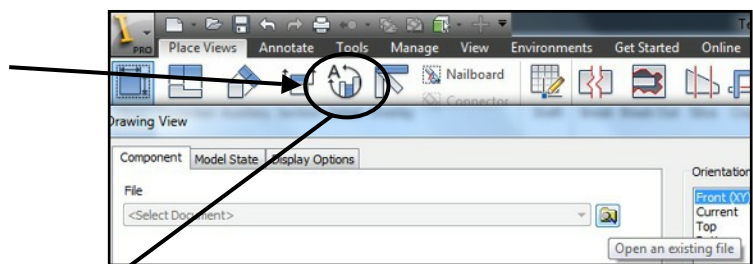 Te
PRO Place Views Annotate Tools Manage View Environments Get Started Online
A
Nailboard
Connector
Drawing View
Component Model State Display Options
File
<Select Document>
Orientation
Front (XY
Current
Top
Open an existing file